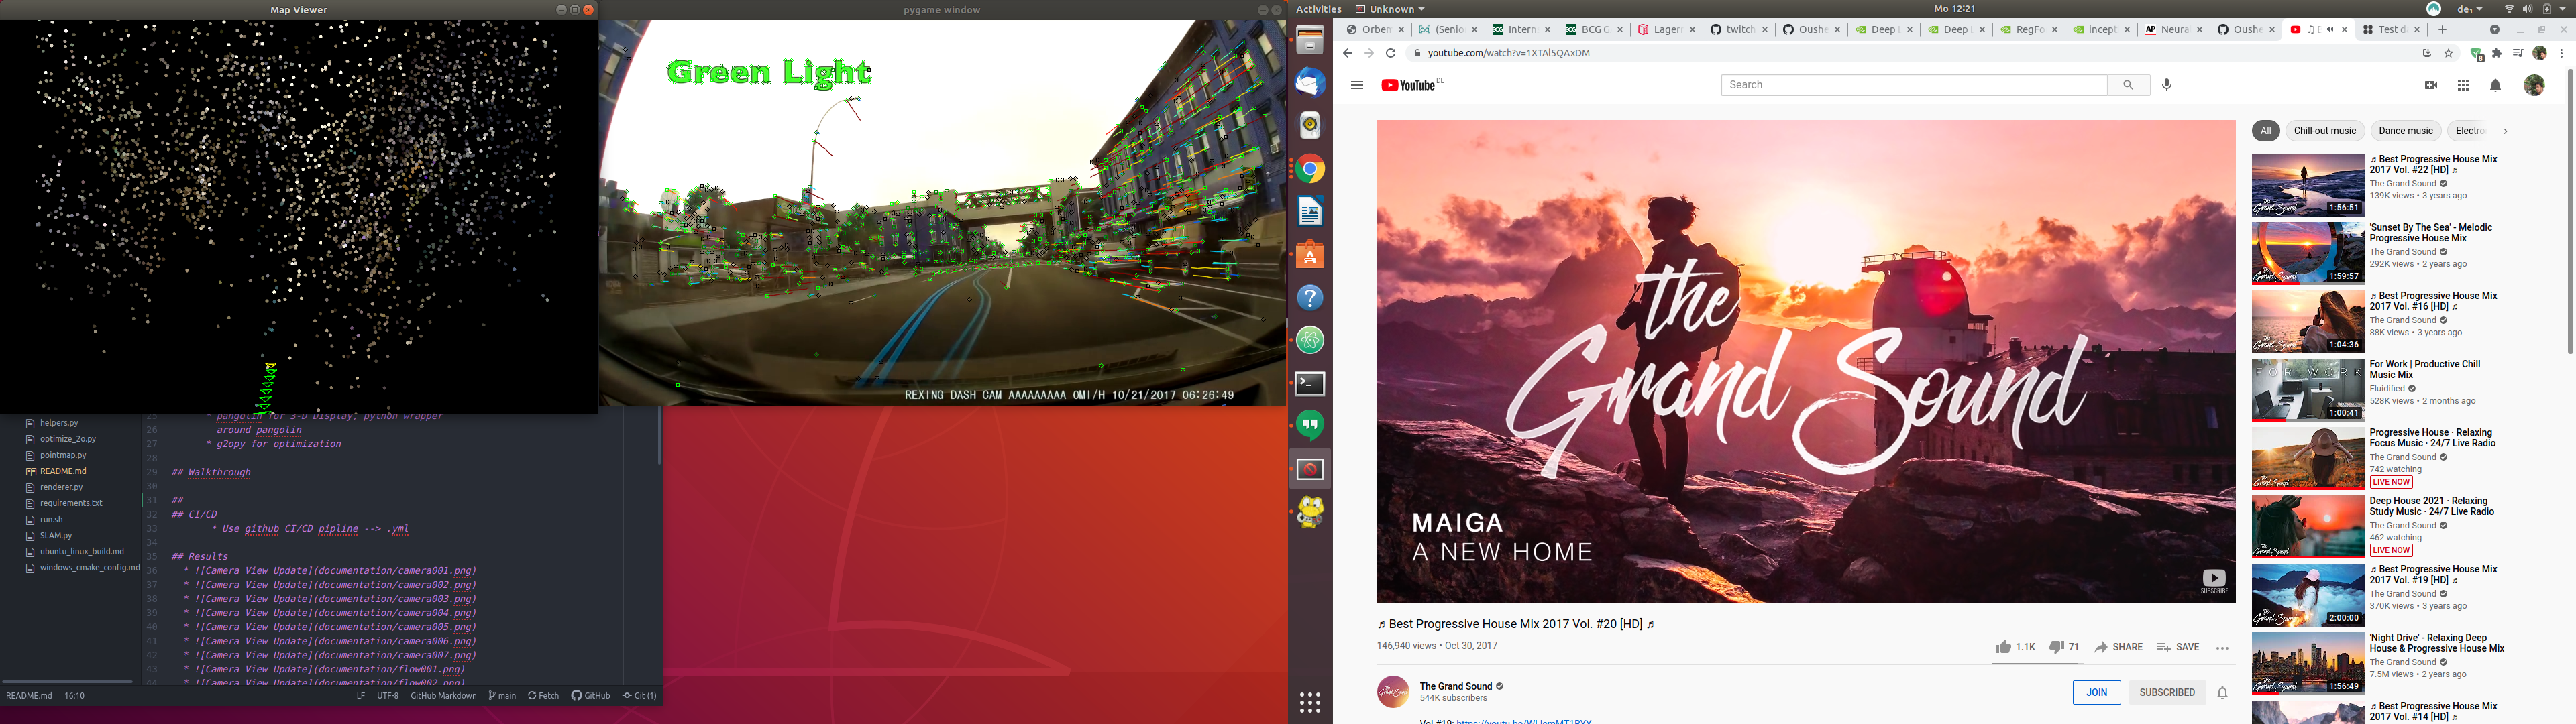 Map Viewer
pygame window
Green Light
REXING DASH CAM AAAAAAAAA OMI/H 10/21/2017 06:26:49
helpers.py
optimize_2o.py
pointmap.py
README.md
renderer.py
requirements.txt
run.sh
SLAM.py
ubuntu_linux_build.md
windows_cmake_config.md
25 * pangolin for 3-D Display, python wrapper
26 around pangolin
27 * g2opy for optimization
28
29 ## Walkthrough
30
31 ##
32 ## CI/CD
33 * Use github CI/CD pipline --> .yml
34
35 ## Results
36 * ![Camera View Update](documentation/camera001.png)
37 * ![Camera View Update](documentation/camera002.png)
38 * ![Camera View Update](documentation/camera003.png)
39 * ![Camera View Update](documentation/camera004.png)
40 * ![Camera View Update](documentation/camera005.png)
41 * ![Camera View Update](documentation/camera006.png)
42 * ![Camera View Update](documentation/camera007.png)
43 * ![Camera View Update](documentation/flow001.png)
44 * ![Camera View Update](documentation/flow002.png)
README.md 16:10 LF UTF-8 GitHub Markdown main Fetch GitHub Git (1)
Activities Unknown Mo 12:21 de₁
Orbem (Senio Intern BCG G Lagern twitch Oushe Deep L Deep L RegFo incept Neura Oushe Test d
youtube.com/watch?v=1XTAl5QAxDM
YouTube DE
Search
the
Grand Sound
MAIGA
A NEW HOME
SUBSCRIBE
♬ Best Progressive House Mix 2017 Vol. #20 [HD] ♬
146,940 views • Oct 30, 2017
1.1K 71 SHARE SAVE
The Grand Sound
544K subscribers
JOIN SUBSCRIBED
All Chill-out music Dance music Electro
♬ Best Progressive House Mix
2017 Vol. #22 [HD] ♬
The Grand Sound
139K views • 3 years ago
1:56:51
'Sunset By The Sea' - Melodic
Progressive House Mix
The Grand Sound
292K views • 2 years ago
1:59:57
♬ Best Progressive House Mix
2017 Vol. #16 [HD] ♬
The Grand Sound
88K views • 3 years ago
1:04:36
For Work | Productive Chill
Music Mix
Fluidified
528K views • 2 months ago
FOR WORK
1:00:41
Progressive House · Relaxing
Focus Music · 24/7 Live Radio
The Grand Sound
742 watching
LIVE NOW
Deep House 2021 · Relaxing
Study Music · 24/7 Live Radio
The Grand Sound
462 watching
LIVE NOW
♬ Best Progressive House Mix
2017 Vol. #19 [HD] ♬
The Grand Sound
370K views • 3 years ago
2:00:00
'Night Drive' - Relaxing Deep
House & Progressive House Mix
The Grand Sound
7.5M views • 2 years ago
1:56:49
♬ Best Progressive House Mix
2017 Vol. #14 [HD] ♬